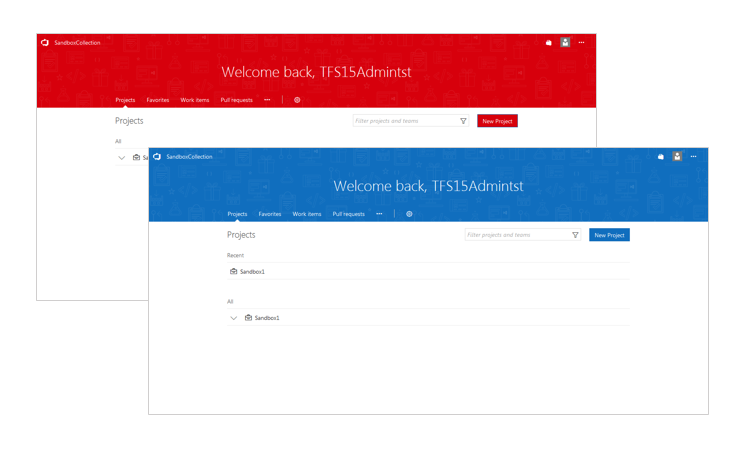 SandboxCollection
Welcome back, TFS15Admintst
Projects Favorites Work items Pull requests
Projects
Filter projects and teams
New Project
All
SandboxCollection
Welcome back, TFS15Admintst
Projects Favorites Work items Pull requests
Projects
Filter projects and teams
New Project
Recent
Sandbox1
All
Sandbox1